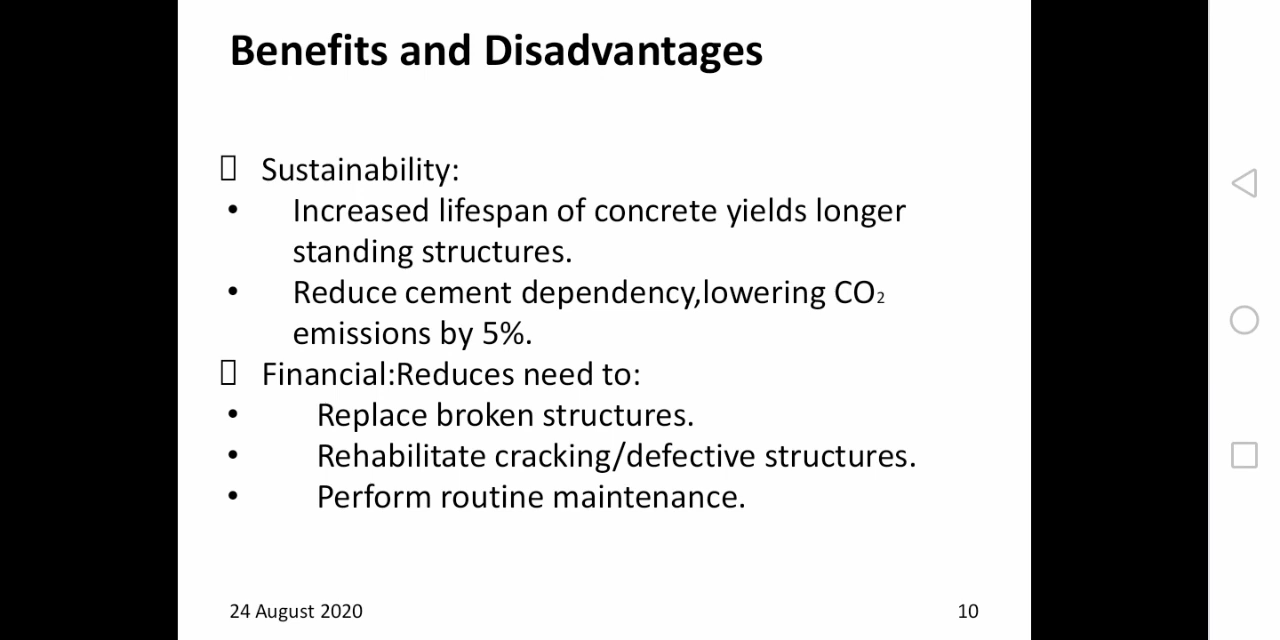 Benefits and Disadvantages
Sustainability:
• Increased lifespan of concrete yields longer
standing structures.
• Reduce cement dependency,lowering CO₂
emissions by 5%.
Financial:Reduces need to:
• Replace broken structures.
• Rehabilitate cracking/defective structures.
• Perform routine maintenance.
24 August 2020
10